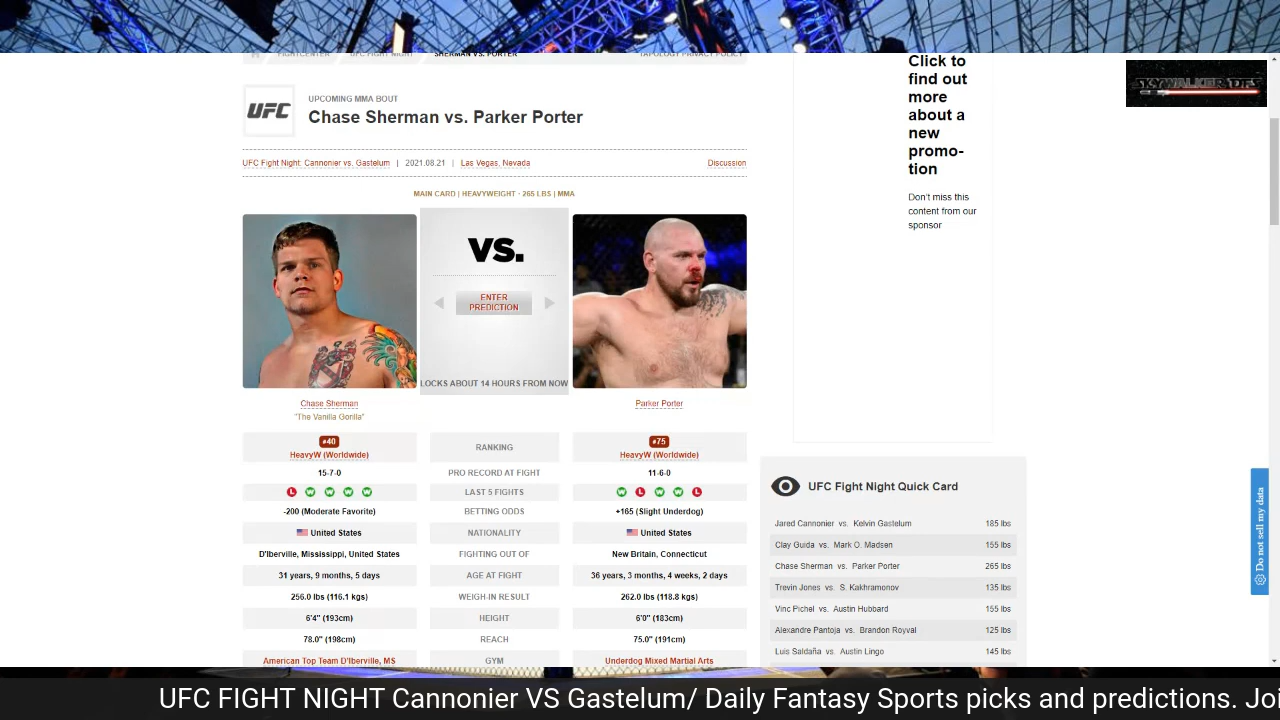 FIGHTCENTER
UFC FIGHT NIGHT
SHERMAN VS. PORTER
TAPOLOGY PRIVACY POLICY
UFC
UPCOMING MMA BOUT
Chase Sherman vs. Parker Porter
UFC Fight Night: Cannonier vs. Gastelum | 2021.08.21 | Las Vegas, Nevada
Discussion
MAIN CARD | HEAVYWEIGHT · 265 LBS | MMA
VS.
ENTER
PREDICTION
LOCKS ABOUT 14 HOURS FROM NOW
Chase Sherman
"The Vanilla Gorilla"
Parker Porter
#40
HeavyW (Worldwide)
RANKING
#75
HeavyW (Worldwide)
15-7-0 PRO RECORD AT FIGHT 11-6-0
L W W W W LAST 5 FIGHTS W L W W L
-200 (Moderate Favorite) BETTING ODDS +165 (Slight Underdog)
United States NATIONALITY United States
D'Iberville, Mississippi, United States FIGHTING OUT OF New Britain, Connecticut
31 years, 9 months, 5 days AGE AT FIGHT 36 years, 3 months, 4 weeks, 2 days
256.0 lbs (116.1 kgs) WEIGH-IN RESULT 262.0 lbs (118.8 kgs)
6'4" (193cm) HEIGHT 6'0" (183cm)
78.0" (198cm) REACH 75.0" (191cm)
American Top Team D'Iberville, MS GYM Underdog Mixed Martial Arts
Click to
find out
more
about a
new
promo-
tion
Don't miss this
content from our
sponsor
SKYWALKER TDFS
UFC Fight Night Quick Card
Jared Cannonier vs. Kelvin Gastelum 185 lbs
Clay Guida vs. Mark O. Madsen 155 lbs
Chase Sherman vs. Parker Porter 265 lbs
Trevin Jones vs. S. Kakhramonov 135 lbs
Vinc Pichel vs. Austin Hubbard 155 lbs
Alexandre Pantoja vs. Brandon Royval 125 lbs
Luis Saldaña vs. Austin Lingo 145 lbs
Do not sell my data
UFC FIGHT NIGHT Cannonier VS Gastelum/ Daily Fantasy Sports picks and predictions. Joi